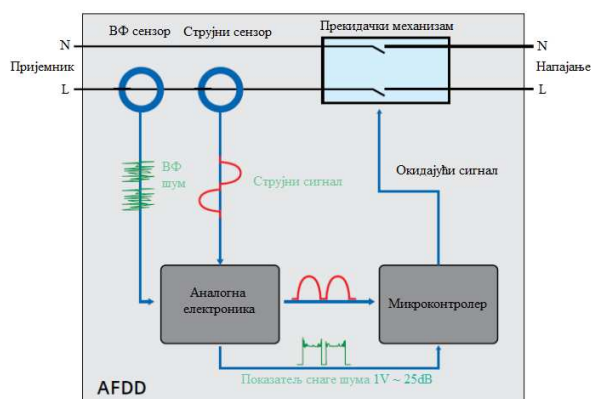 ВФ сензор
Струјни сензор
Прекидачки механизам
N
N
Пријемник
Напајање
L
L
ВФ
шум
Струјни сигнал
Окидајући сигнал
Аналогна
електроника
Микроконтролер
Показатељ снаге шума 1V ~ 25dB
AFDD